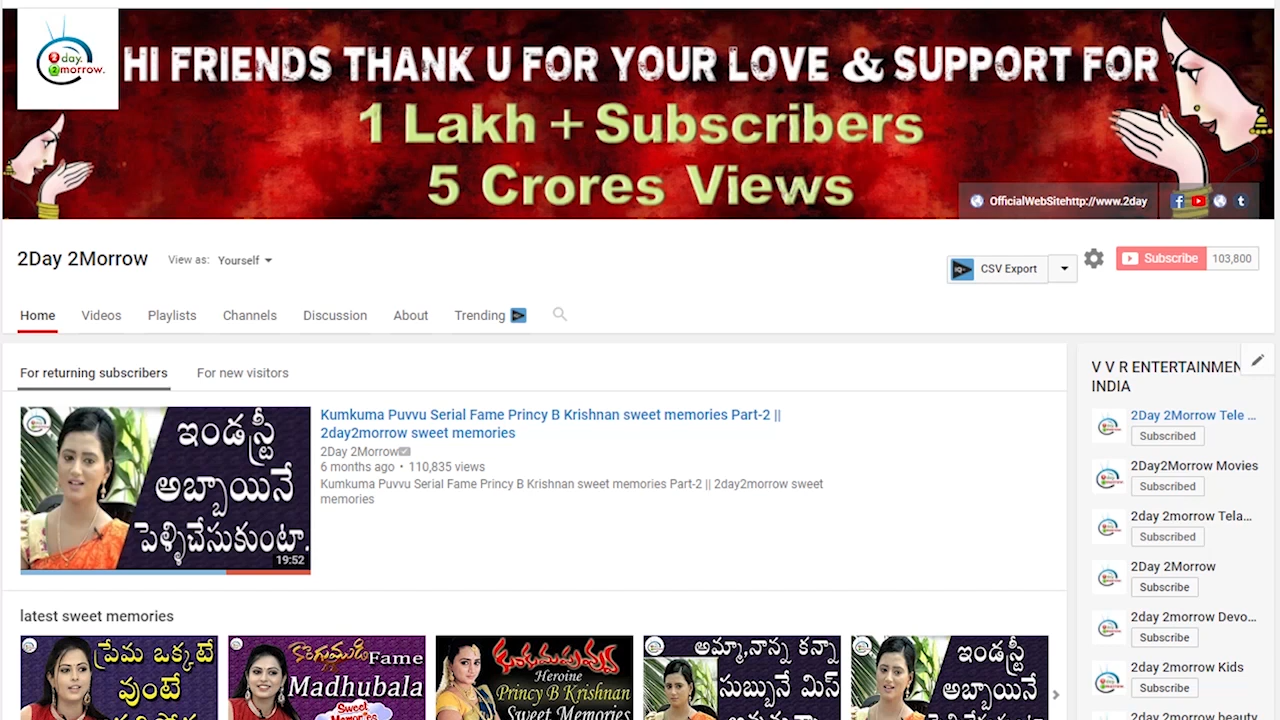 2day.
2morrow.
HI FRIENDS THANK U FOR YOUR LOVE & SUPPORT FOR
1 Lakh + Subscribers
5 Crores Views
OfficialWebSitehttp://www.2day
2Day 2Morrow
View as: Yourself
CSV Export
Subscribe 103,800
Home Videos Playlists Channels Discussion About Trending
For returning subscribers For new visitors
ఇండస్ట్రీ
అబ్బాయినే
పెళ్ళిచేసుకుంటా.
19:52
Kumkuma Puvvu Serial Fame Princy B Krishnan sweet memories Part-2 ||
2day2morrow sweet memories
2Day 2Morrow
6 months ago • 110,835 views
Kumkuma Puvvu Serial Fame Princy B Krishnan sweet memories Part-2 || 2day2morrow sweet
memories
V V R ENTERTAINMEN
INDIA
2Day 2Morrow Tele ...
Subscribed
2Day2Morrow Movies
Subscribed
2day 2morrow Tela...
Subscribed
2Day 2Morrow
Subscribe
2day 2morrow Devo...
Subscribe
2day 2morrow Kids
Subscribe
2day 2morrow beauty
latest sweet memories
ప్రేమ ఒక్కటే
వుంటే
కొంగుముడి Fame
Madhubala
Sweet
Memories
కుంకుమపువ్వు
Heroine
Princy B Krishnan
Sweet Memories
అమ్మ,నాన్న కన్నా
సుబ్బునే మిస్
ఇండస్ట్రీ
అబ్బాయినే